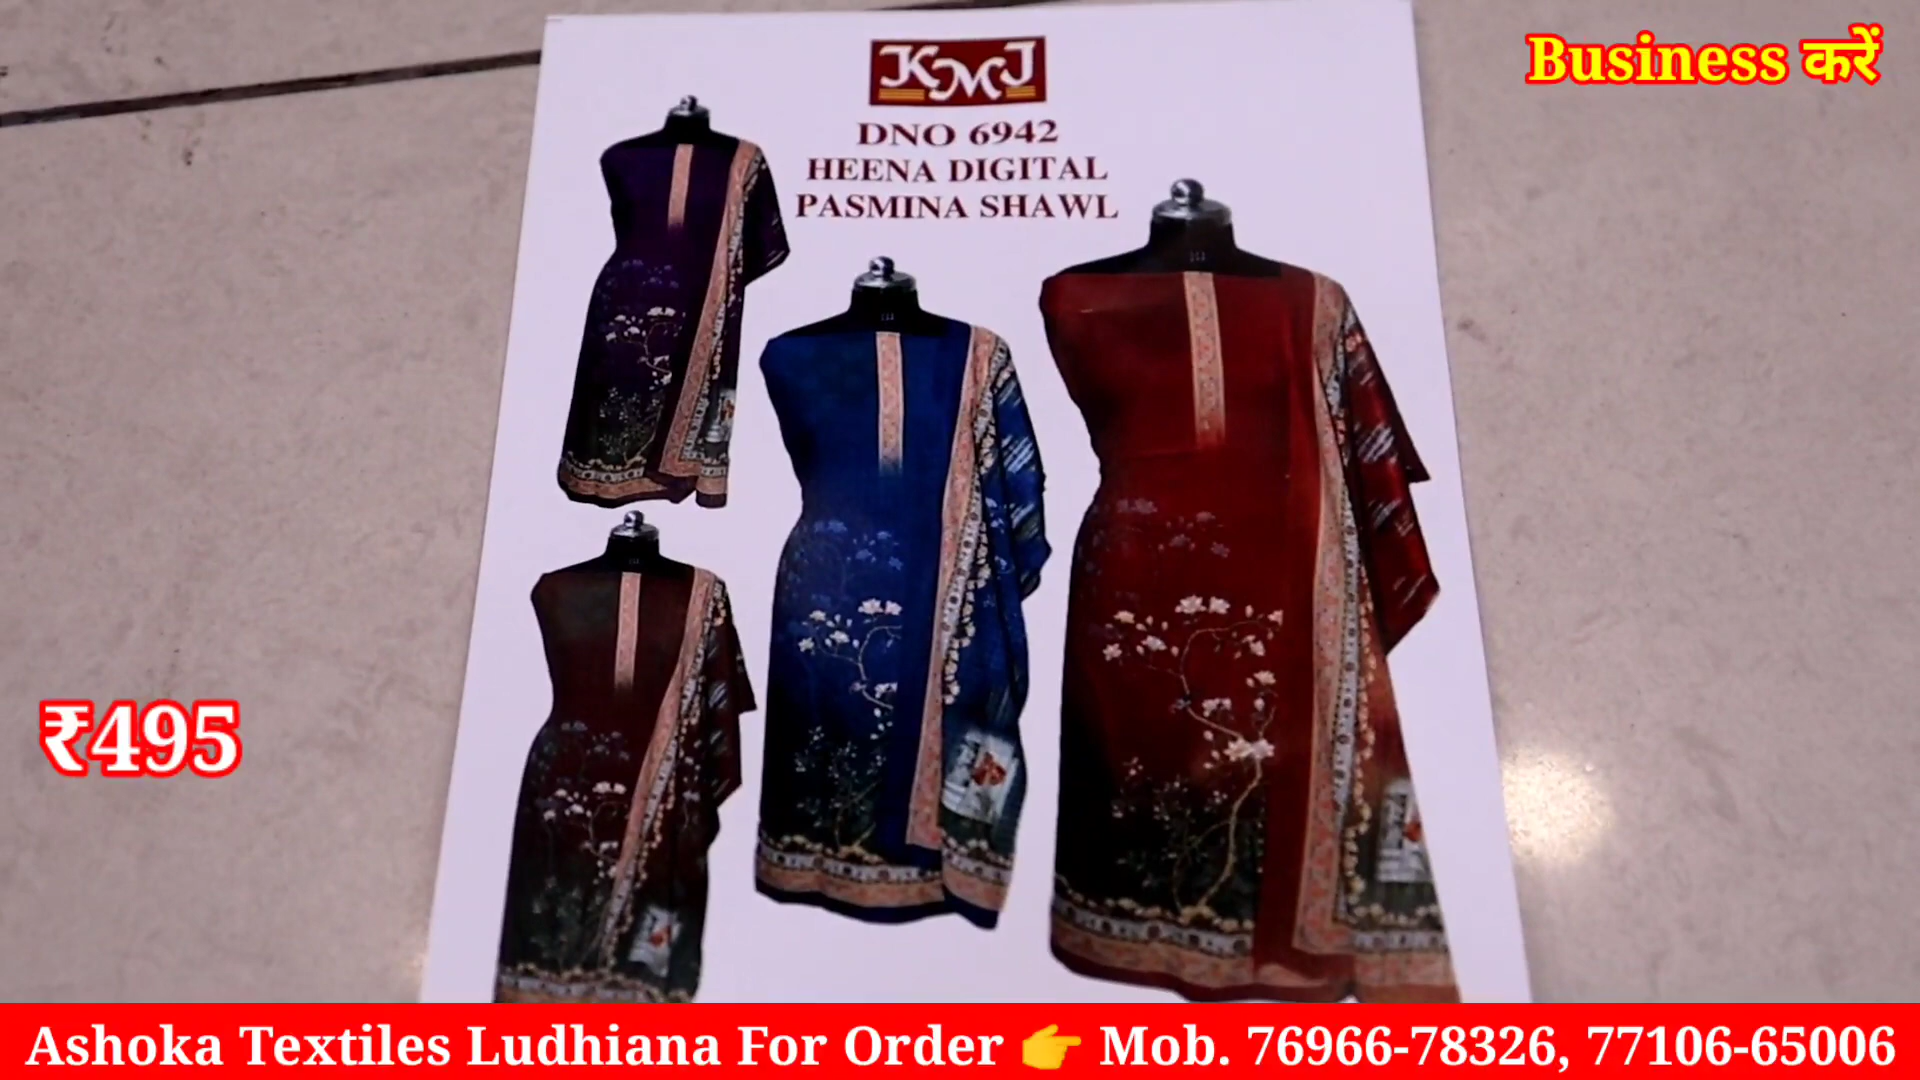 Business करें
KMJ
DNO 6942
HEENA DIGITAL
PASMINA SHAWL
₹495
Ashoka Textiles Ludhiana For Order 👉 Mob. 76966-78326, 77106-65006